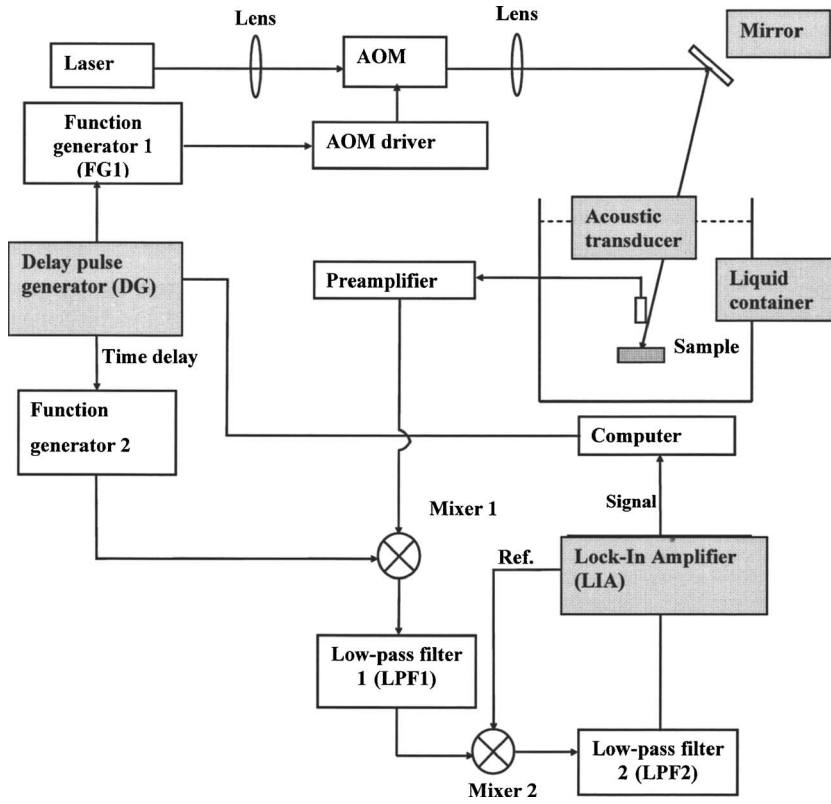 Lens
Lens
Mirror
Laser
AOM
Function
generator 1
(FG1)
AOM driver
Acoustic
transducer
Delay pulse
generator (DG)
Preamplifier
Liquid
container
Time delay
Sample
Function
generator 2
Computer
Signal
Mixer 1
Ref.
Lock-In Amplifier
(LIA)
Low-pass filter
1 (LPF1)
Low-pass filter
2 (LPF2)
Mixer 2